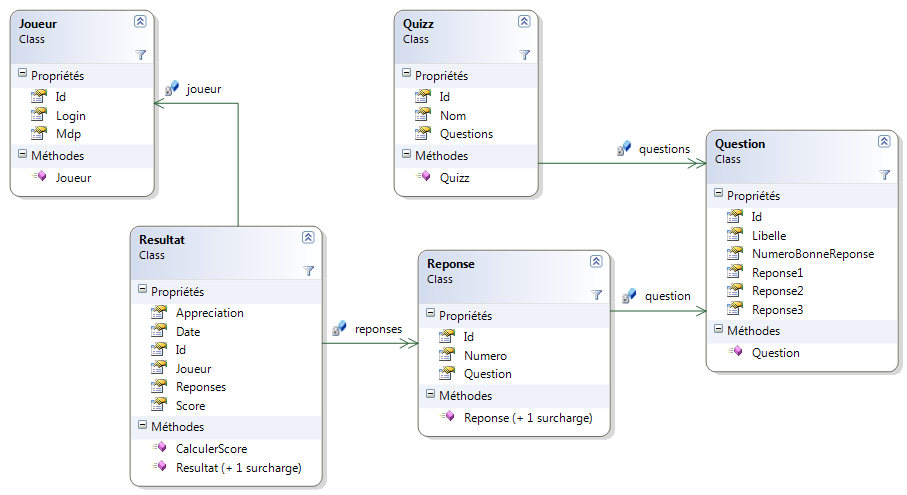 Joueur
Class
Propriétés
Id
Login
Mdp
Méthodes
Joueur
joueur
Quizz
Class
Propriétés
Id
Nom
Questions
Méthodes
Quizz
questions
Question
Class
Propriétés
Id
Libelle
NumeroBonneReponse
Reponse1
Reponse2
Reponse3
Méthodes
Question
Resultat
Class
Propriétés
Appreciation
Date
Id
Joueur
Reponses
Score
Méthodes
CalculerScore
Resultat (+ 1 surcharge)
reponses
Reponse
Class
Propriétés
Id
Numero
Question
Méthodes
Reponse (+ 1 surcharge)
question